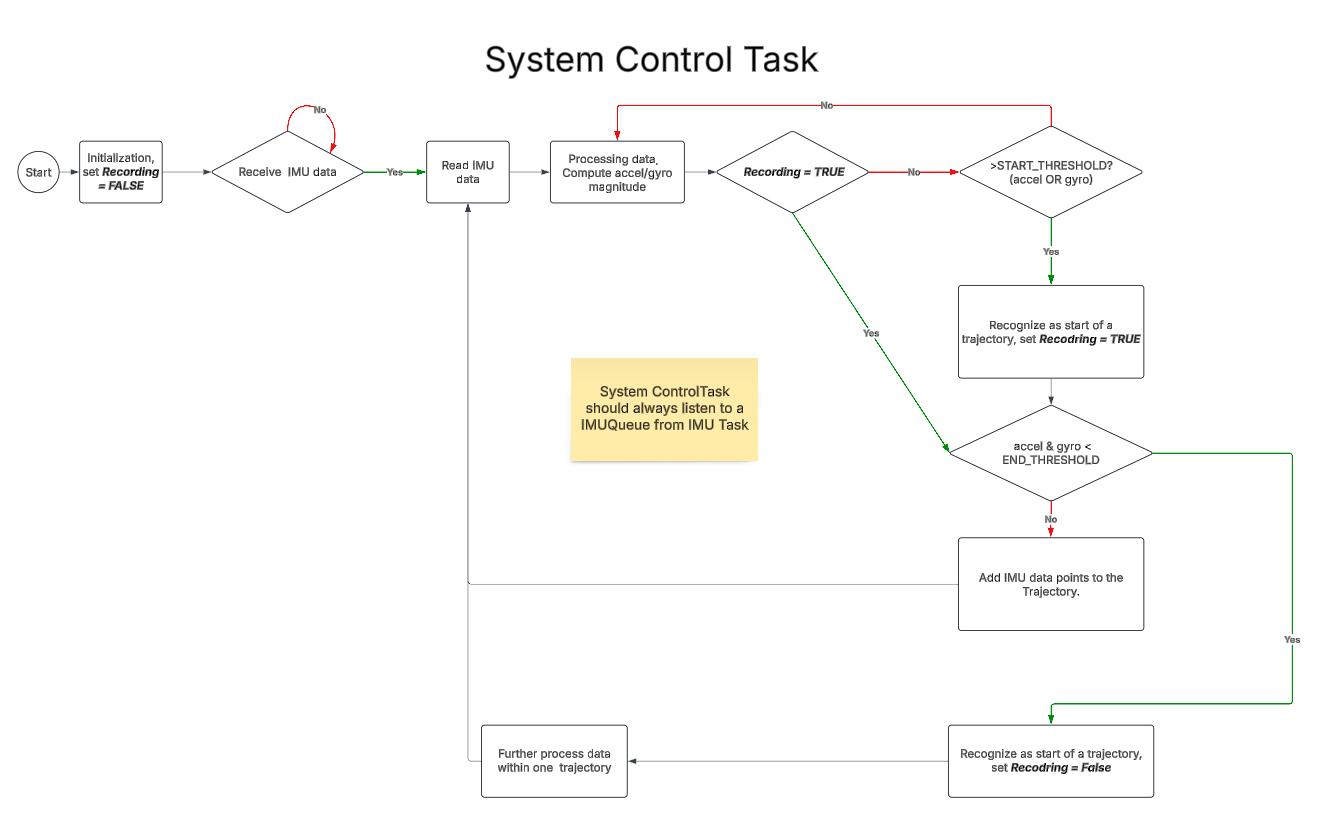 System Control Task
No
No
Start
Initialization,
set Recording
= FALSE
Receive  IMU data
Yes
Read IMU
data
Processing data,
Compute accel/gyro
magnitude
Recording = TRUE
No
>START_THRESHOLD?
(accel OR gyro)
Yes
Recognize as start of a
trajectory, set Recodring = TRUE
Yes
System ControlTask
should always listen to a
IMUQueue from IMU Task
accel & gyro <
END_THRESHOLD
No
Add IMU data points to the
Trajectory.
Yes
Further process data
within one  trajectory
Recognize as start of a trajectory,
set Recodring = False